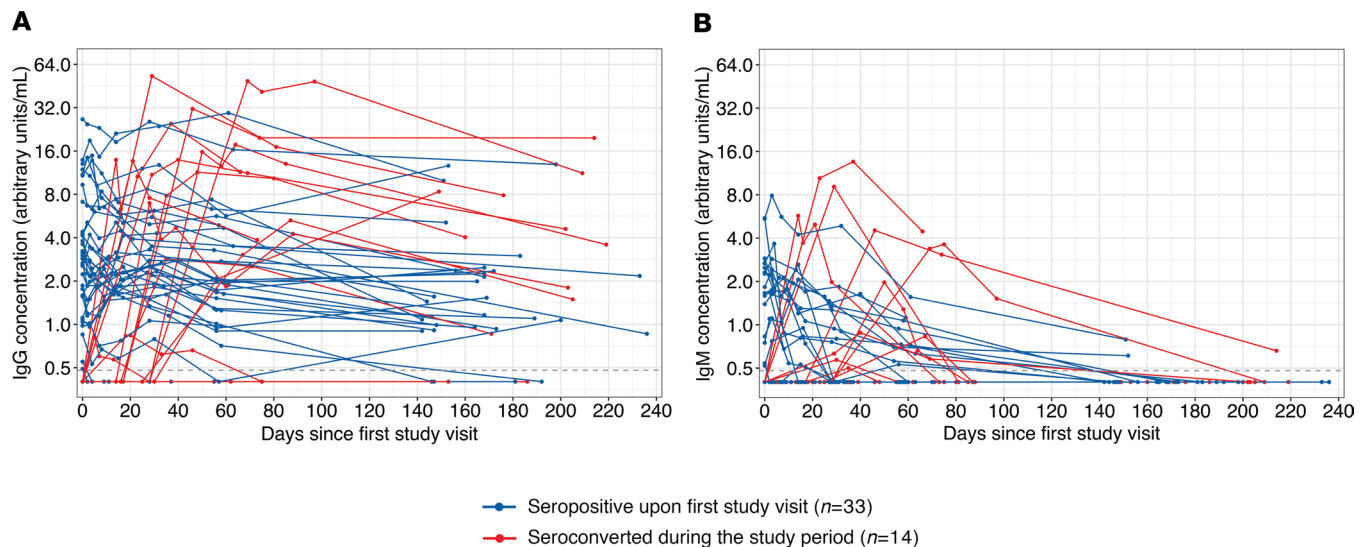 A
B
IgG concentration (arbitrary units/mL)
64.0
32.0
16.0
8.0
4.0
2.0
1.0
0.5
0 20 40 60 80 100 120 140 160 180 200 220 240
Days since first study visit
IgM concentration (arbitrary units/mL)
64.0
32.0
16.0
8.0
4.0
2.0
1.0
0.5
0 20 40 60 80 100 120 140 160 180 200 220 240
Days since first study visit
Seropositive upon first study visit (n=33)
Seroconverted during the study period (n=14)